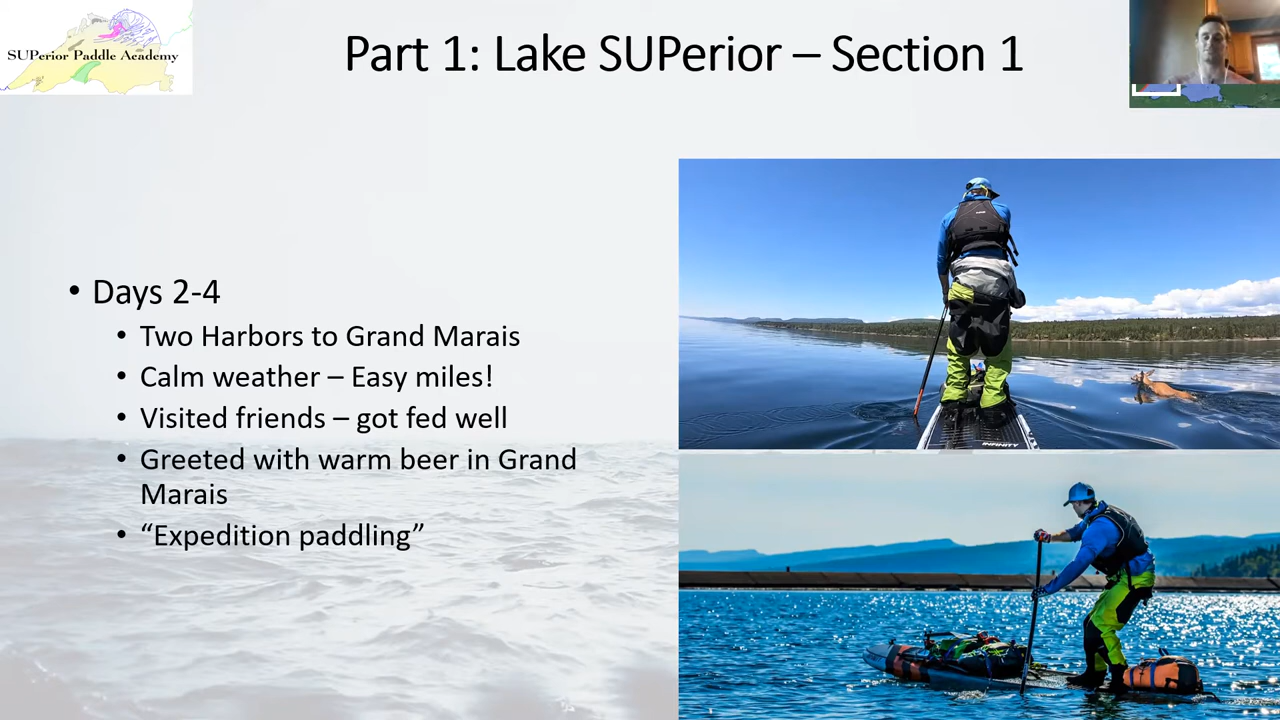 SUPerior Paddle Academy
Part 1: Lake SUPerior – Section 1
• Days 2-4
• Two Harbors to Grand Marais
• Calm weather – Easy miles!
• Visited friends – got fed well
• Greeted with warm beer in Grand
Marais
• “Expedition paddling”
INFINITY